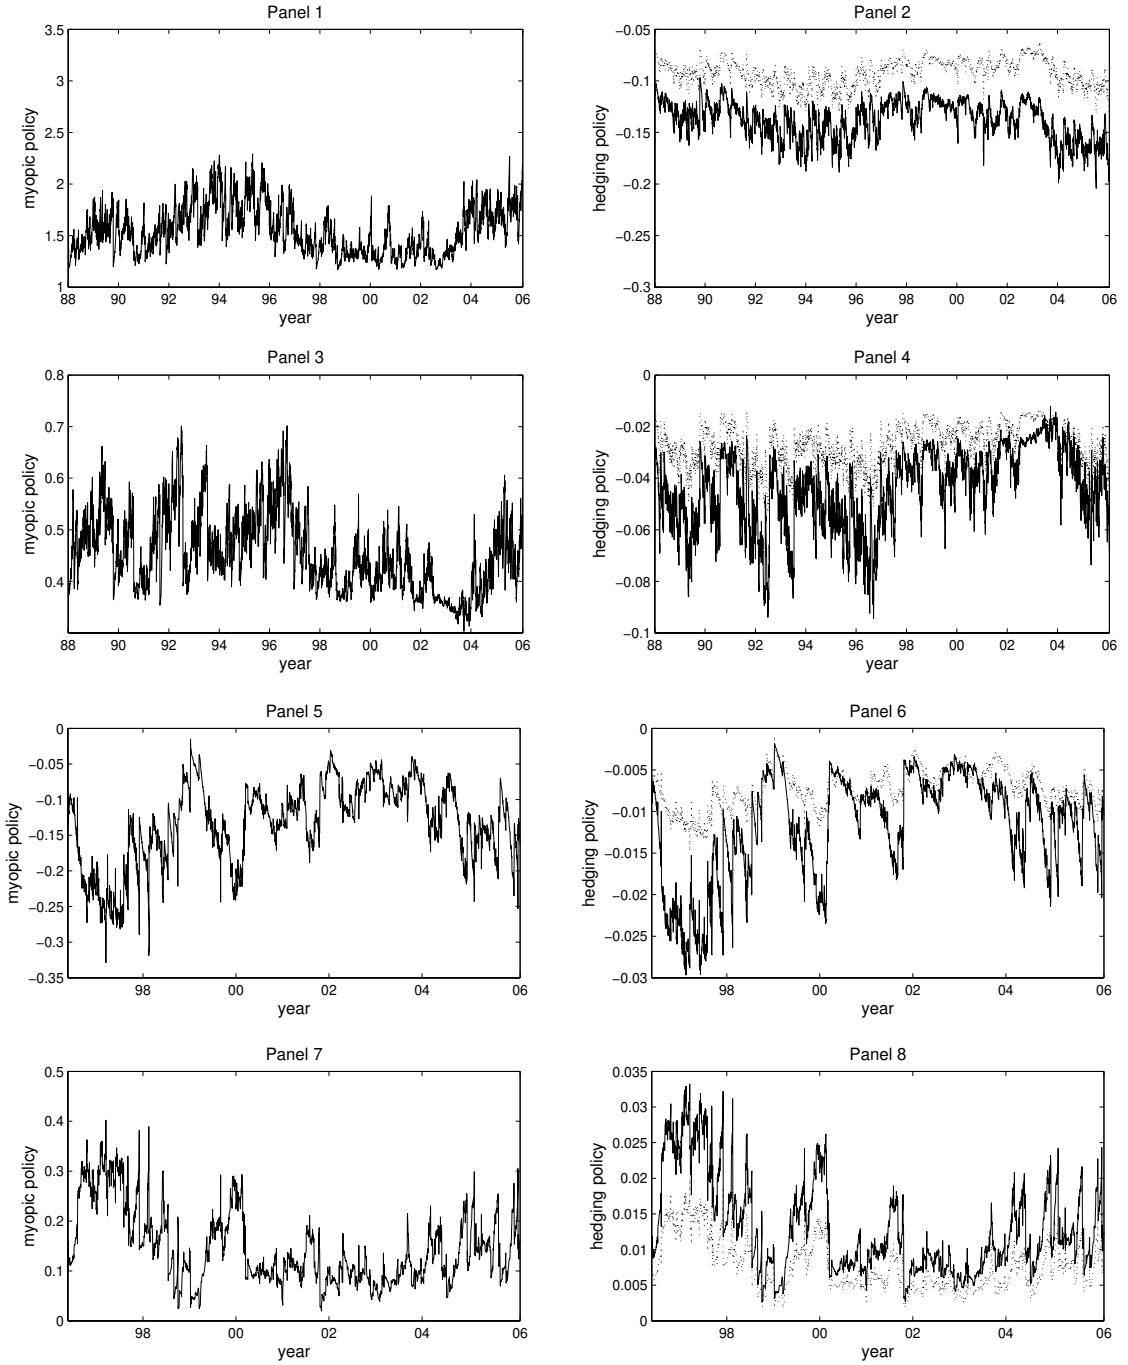 Panel 1
3.5
3
2.5
2
1.5
1
myopic policy
88 90 92 94 96 98 00 02 04 06
year
Panel 2
−0.05
−0.1
−0.15
−0.2
−0.25
−0.3
hedging policy
88 90 92 94 96 98 00 02 04 06
year
Panel 3
0.8
0.7
0.6
0.5
0.4
myopic policy
88 90 92 94 96 98 00 02 04 06
year
Panel 4
0
−0.02
−0.04
−0.06
−0.08
−0.1
hedging policy
88 90 92 94 96 98 00 02 04 06
year
Panel 5
0
−0.05
−0.1
−0.15
−0.2
−0.25
−0.3
−0.35
myopic policy
98 00 02 04 06
year
Panel 6
0
−0.005
−0.01
−0.015
−0.02
−0.025
−0.03
hedging policy
98 00 02 04 06
year
Panel 7
0.5
0.4
0.3
0.2
0.1
0
myopic policy
98 00 02 04 06
year
Panel 8
0.035
0.03
0.025
0.02
0.015
0.01
0.005
0
hedging policy
98 00 02 04 06
year